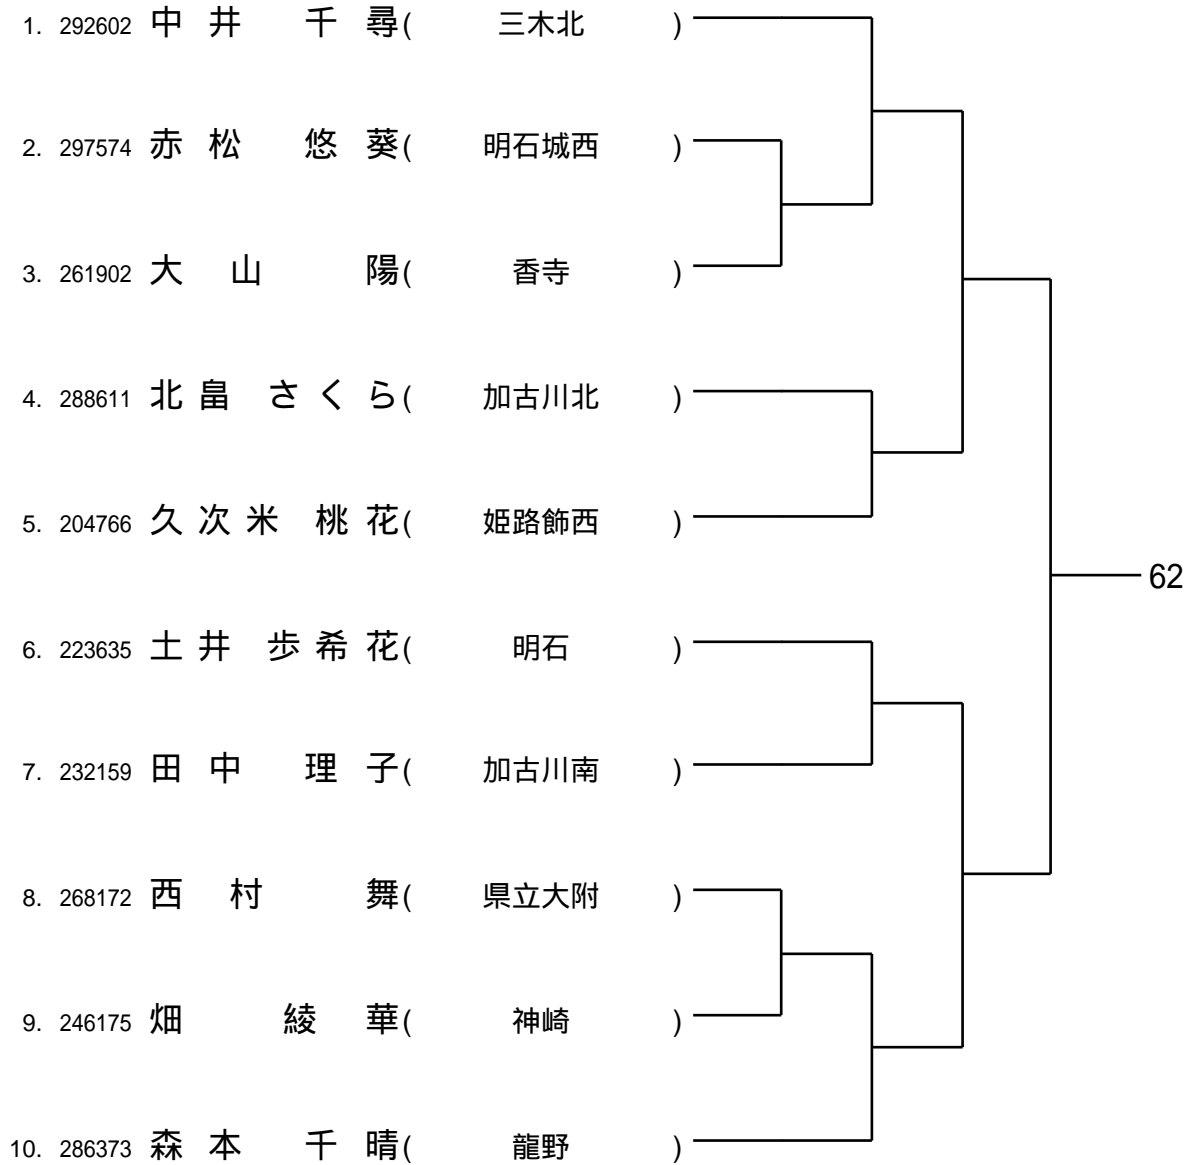 1. 292602 中井 千尋( 三木北 )
2. 297574 赤松 悠葵( 明石城西 )
3. 261902 大山 陽( 香寺 )
4. 288611 北畠 さくら( 加古川北 )
5. 204766 久次米 桃花( 姫路飾西 )
62
6. 223635 土井 歩希花( 明石 )
7. 232159 田中 理子( 加古川南 )
8. 268172 西村 舞( 県立大附 )
9. 246175 畑 綾華( 神崎 )
10. 286373 森本 千晴( 龍野 )